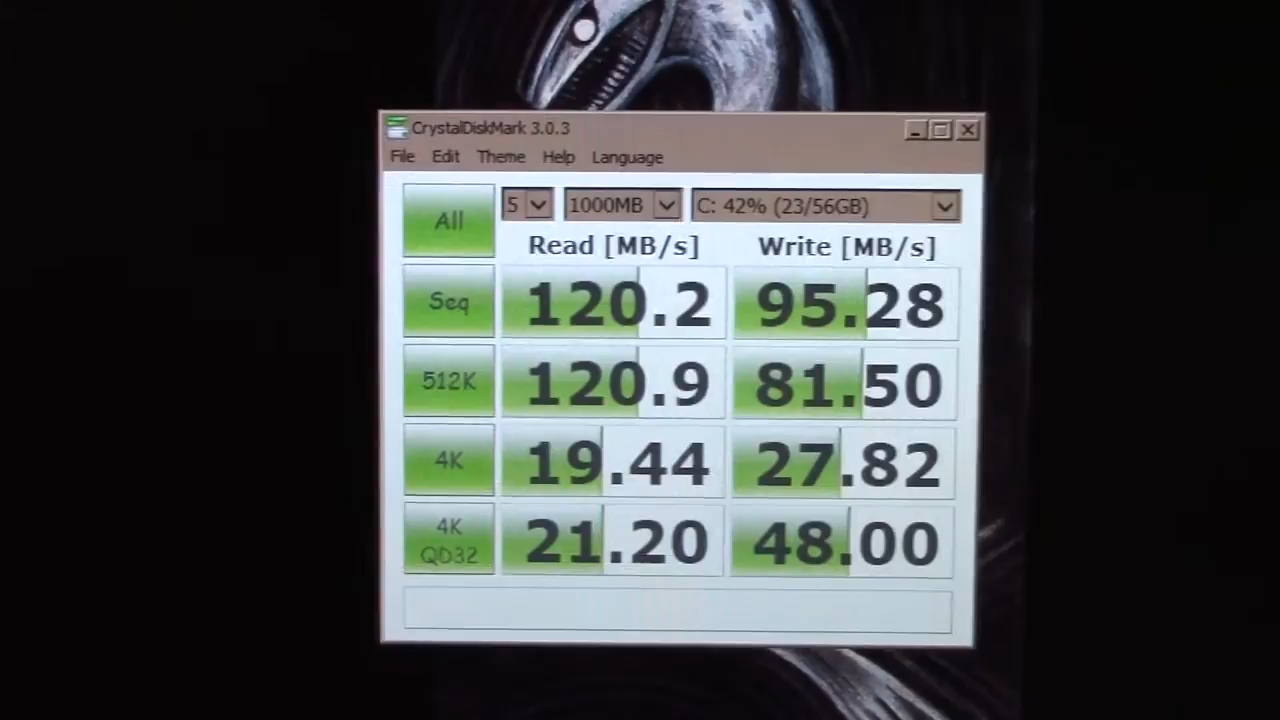 CrystalDiskMark 3.0.3
File Edit Theme Help Language
All 5 1000MB C: 42% (23/56GB)
Read [MB/s] Write [MB/s]
Seq 120.2 95.28
512K 120.9 81.50
4K 19.44 27.82
4K
QD32 21.20 48.00